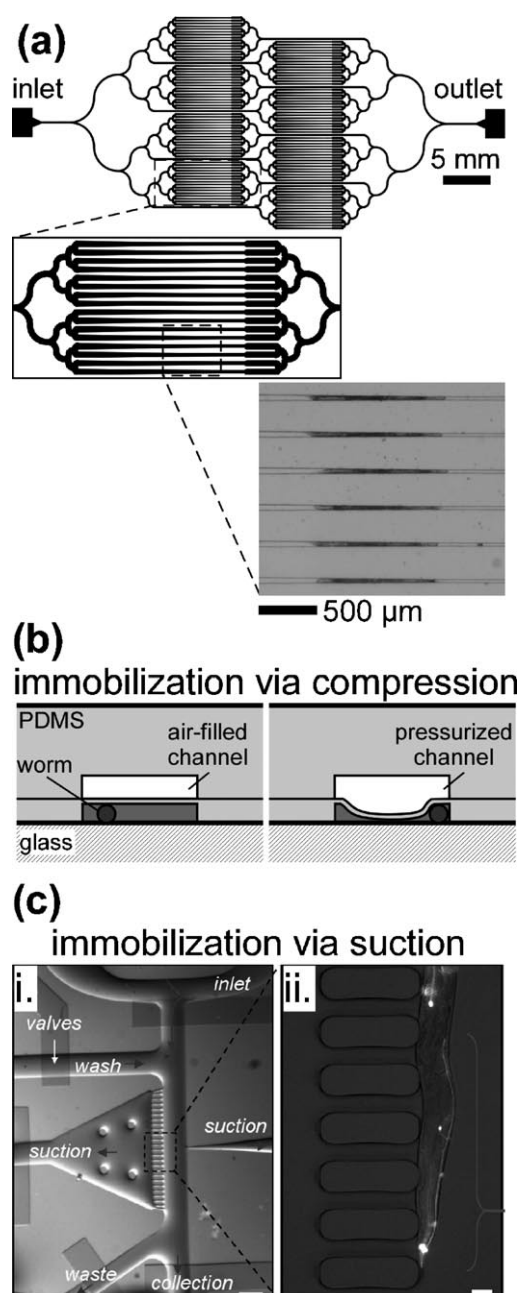 (a)
inlet
outlet
5 mm
500 µm
(b)
immobilization via compression
PDMS
air-filled
channel
pressurized
channel
worm
glass
(c)
immobilization via suction
i.
inlet
valves
wash
suction
suction
waste
collection
ii.